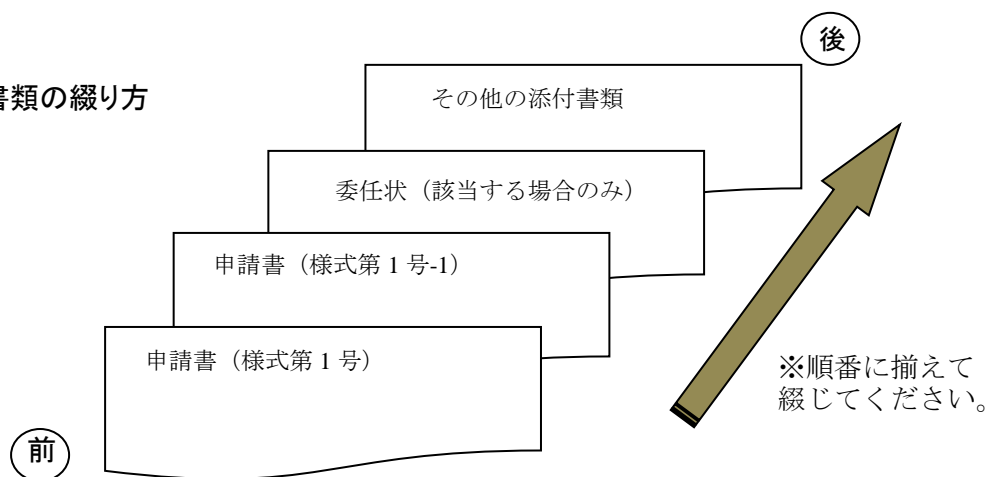 後
書類の綴り方
その他の添付書類
委任状（該当する場合のみ）
申請書（様式第 1 号-1）
申請書（様式第 1 号）
※順番に揃えて
綴じてください。
前